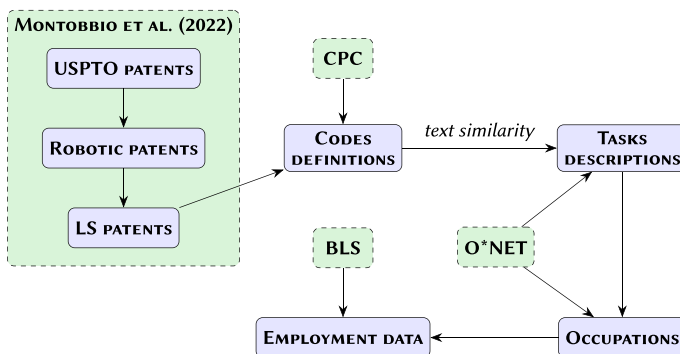 Montobbio et al. (2022)
USPTO patents
Robotic patents
LS patents
CPC
Codes
definitions
text similarity
Tasks
descriptions
BLS
O*NET
Employment data
Occupations